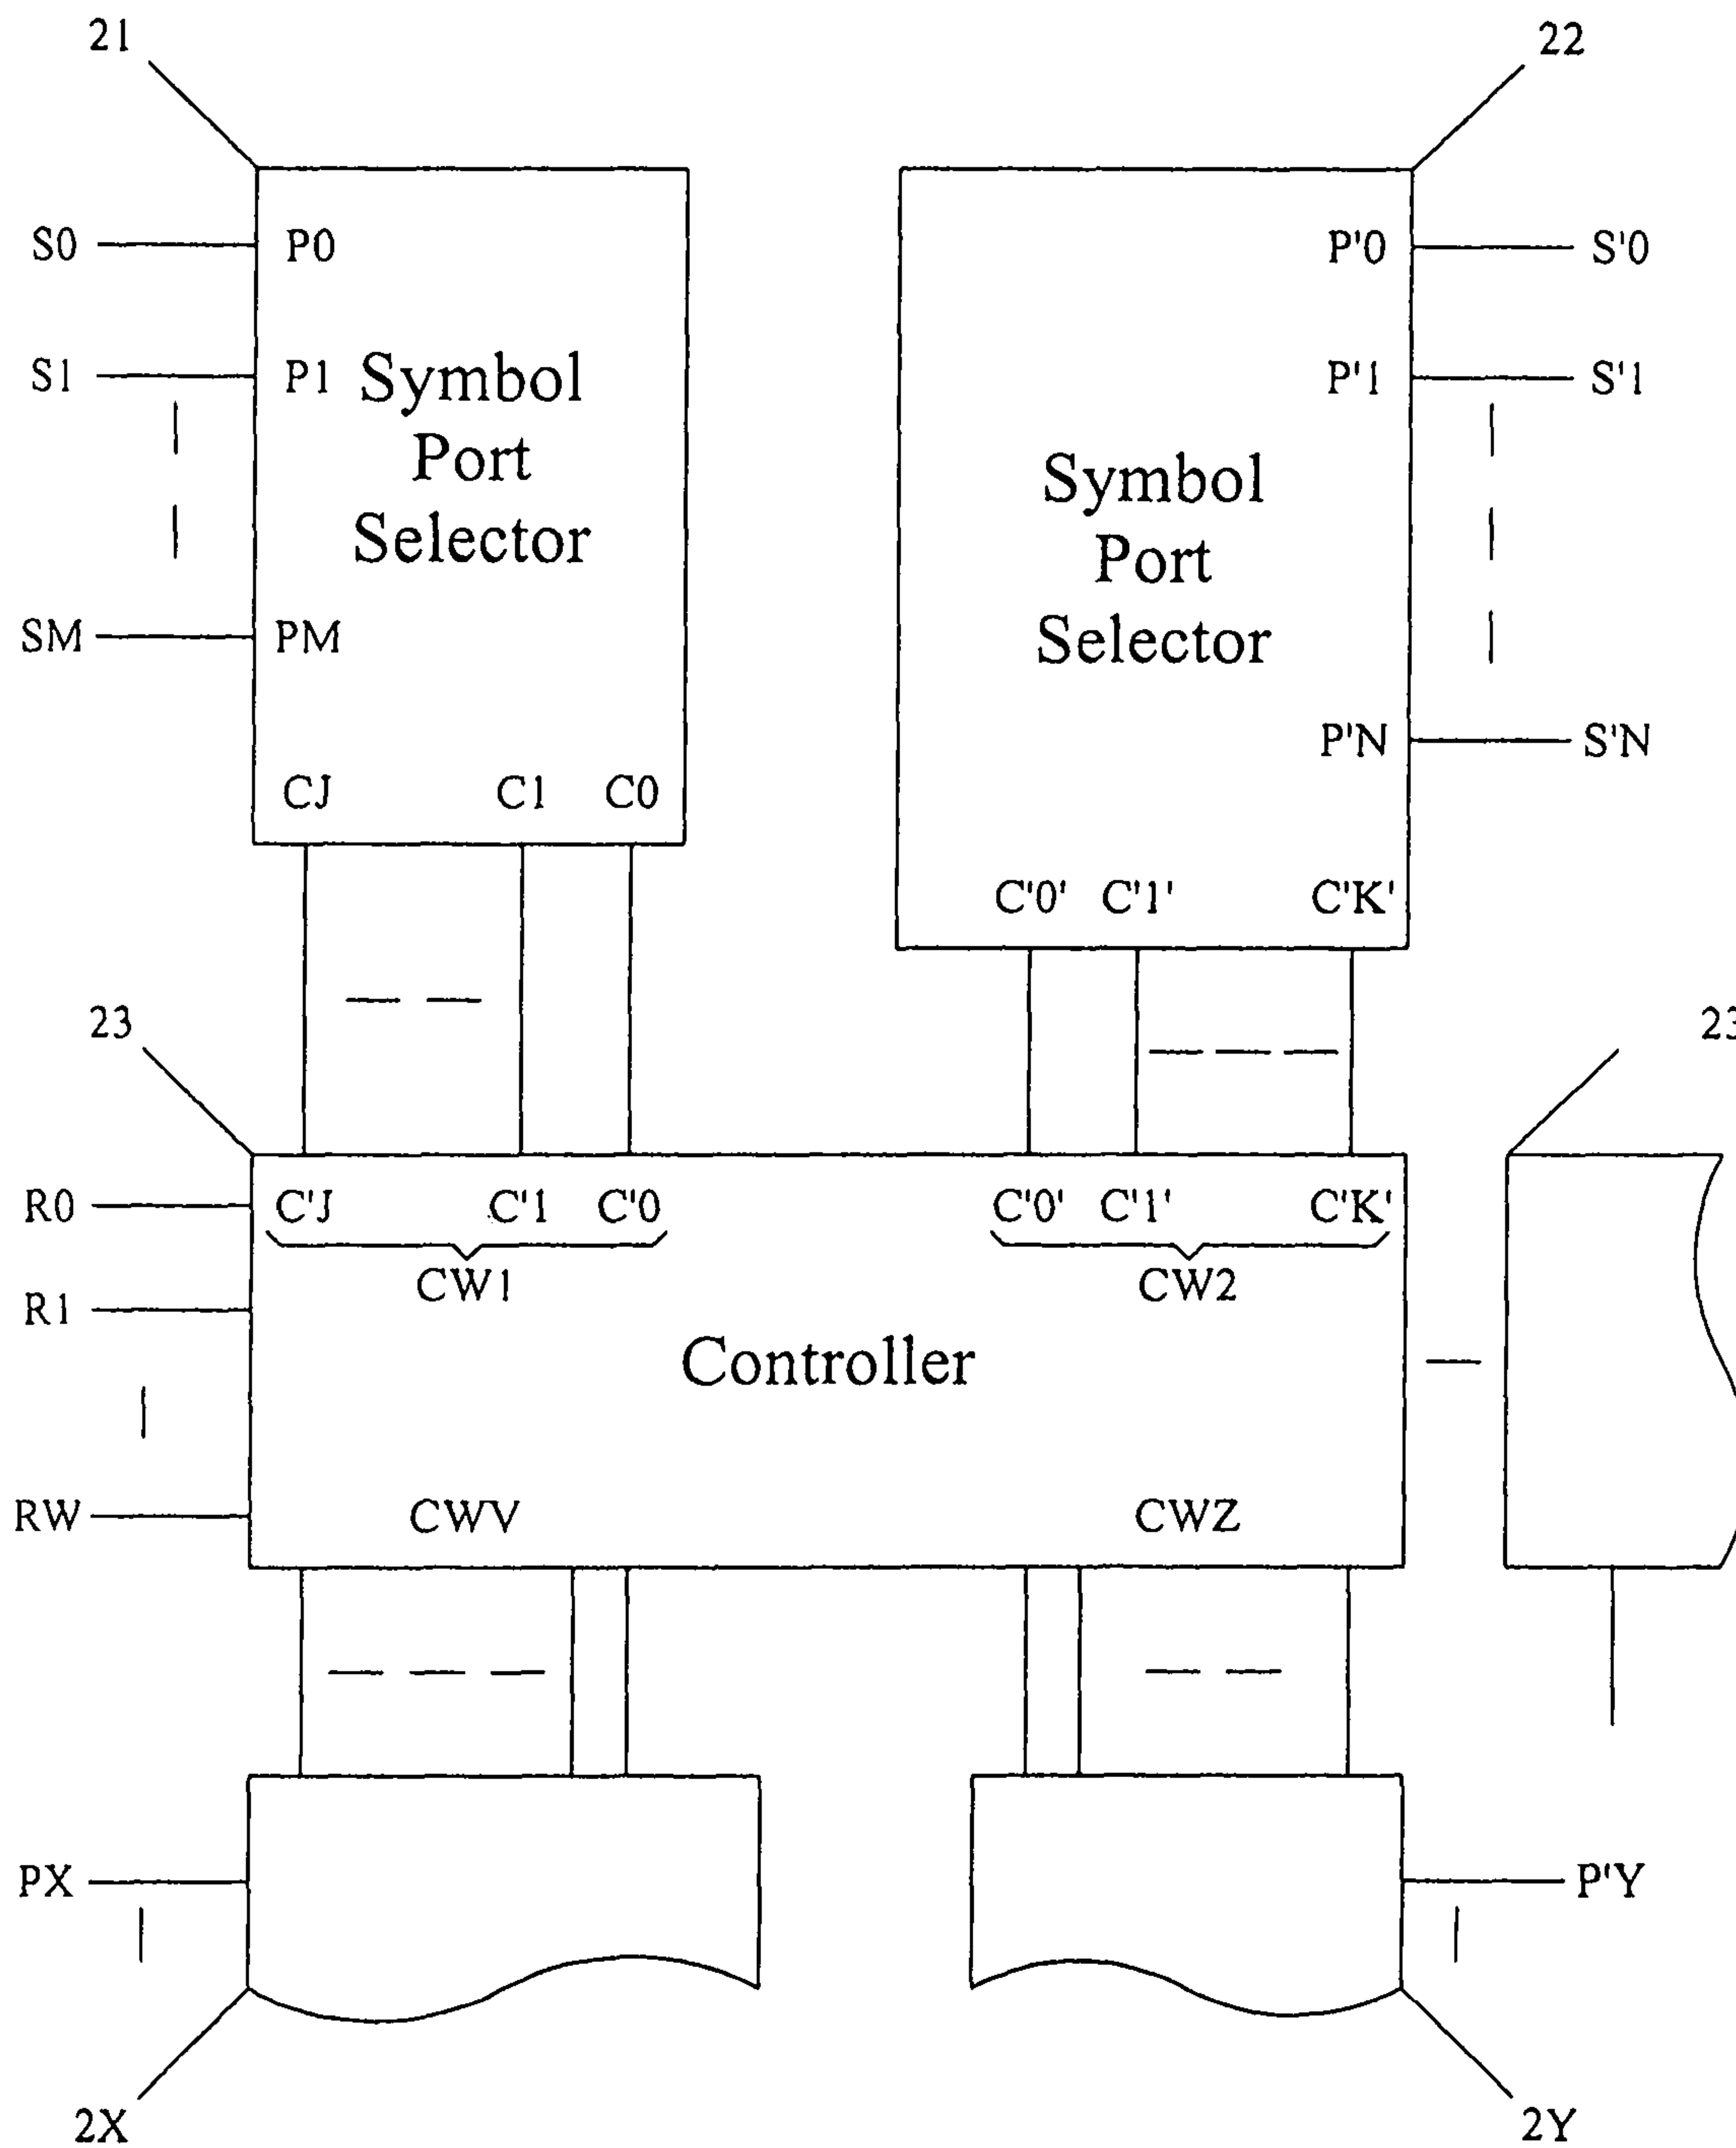 21
22
S0
P0
P'0
S'0
S1
P1
P'1
S'1
Symbol
Port
Selector
Symbol
Port
Selector
SM
PM
P'N
S'N
CJ
C1
C0
C'0'
C'1'
C'K'
23
23
R0
C'J
C'1
C'0
C'0'
C'1'
C'K'
CW1
CW2
R1
Controller
RW
CWV
CWZ
PX
P'Y
2X
2Y